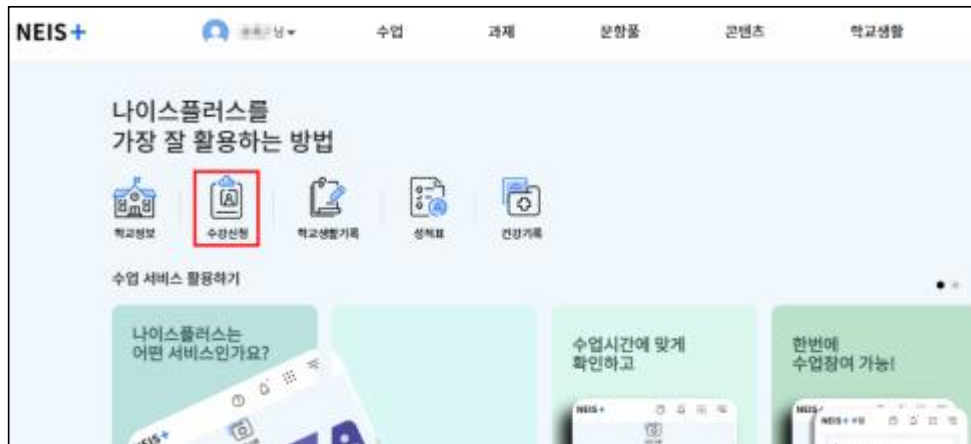 NEIS+
님
수업
과제
문항풀
콘텐츠
학교생활
나이스플러스를
가장 잘 활용하는 방법
학교정보
수강신청
학교생활기록
성적표
건강기록
수업 서비스 활용하기
나이스플러스는
어떤 서비스인가요?
수업시간에 맞게
확인하고
한번에
수업참여 가능!
NEIS+
NEIS+
NEIS+
NEIS+